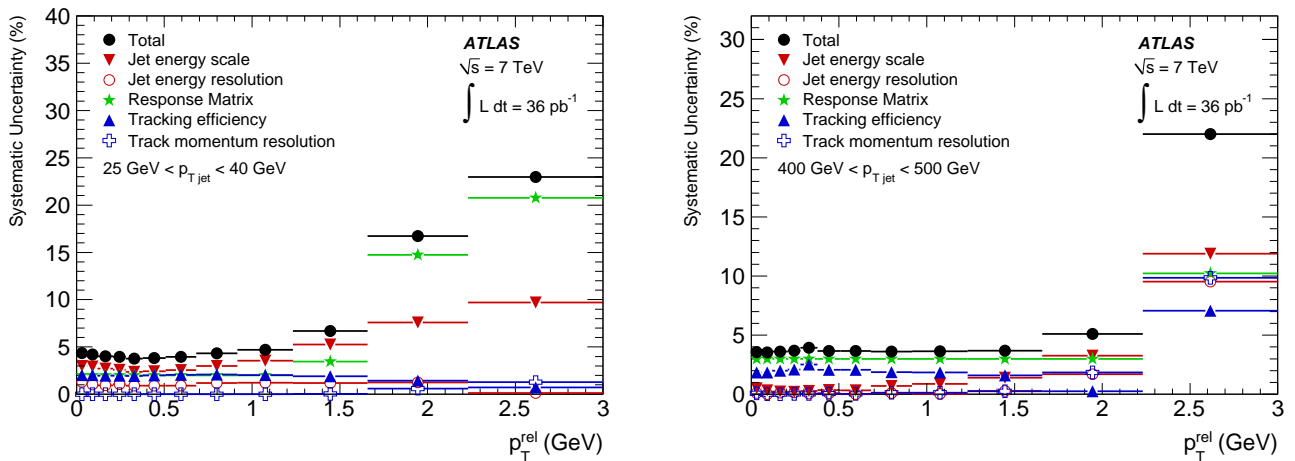 Systematic Uncertainty (%)
40
35
30
25
20
15
10
5
0
Total
Jet energy scale
Jet energy resolution
Response Matrix
Tracking efficiency
Track momentum resolution
25 GeV < p_T jet < 40 GeV
ATLAS
√s = 7 TeV
∫ L dt = 36 pb⁻¹
0 0.5 1 1.5 2 2.5 3
p_T^rel (GeV)
Systematic Uncertainty (%)
30
25
20
15
10
5
0
Total
Jet energy scale
Jet energy resolution
Response Matrix
Tracking efficiency
Track momentum resolution
400 GeV < p_T jet < 500 GeV
ATLAS
√s = 7 TeV
∫ L dt = 36 pb⁻¹
0 0.5 1 1.5 2 2.5 3
p_T^rel (GeV)